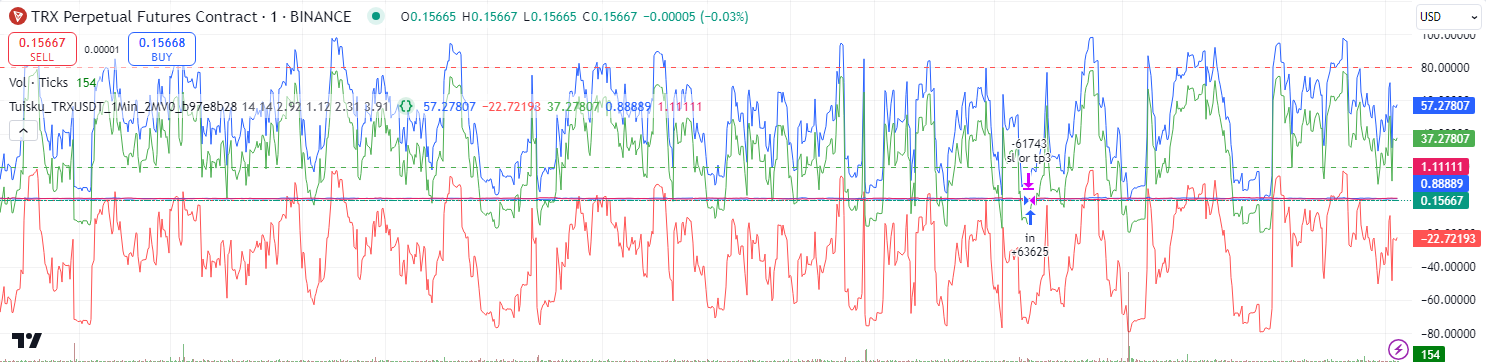 TRX Perpetual Futures Contract · 1 · BINANCE O0.15665 H0.15667 L0.15665 C0.15667 −0.00005 (−0.03%)
USD
0.15667 SELL
0.00001
0.15668 BUY
100.00000
80.00000
Vol · Ticks 154
Tuisku_TRXUSDT_1Min_2MV0_b97e8b28 14.14 2.92 1.12 2.31 3.91 57.27807 −22.72193 37.27807 0.88889 1.11111
57.27807
37.27807
-61743
sl or tp3
1.11111
0.88889
0.15667
in
+63625
−22.72193
−40.00000
−60.00000
−80.00000
154